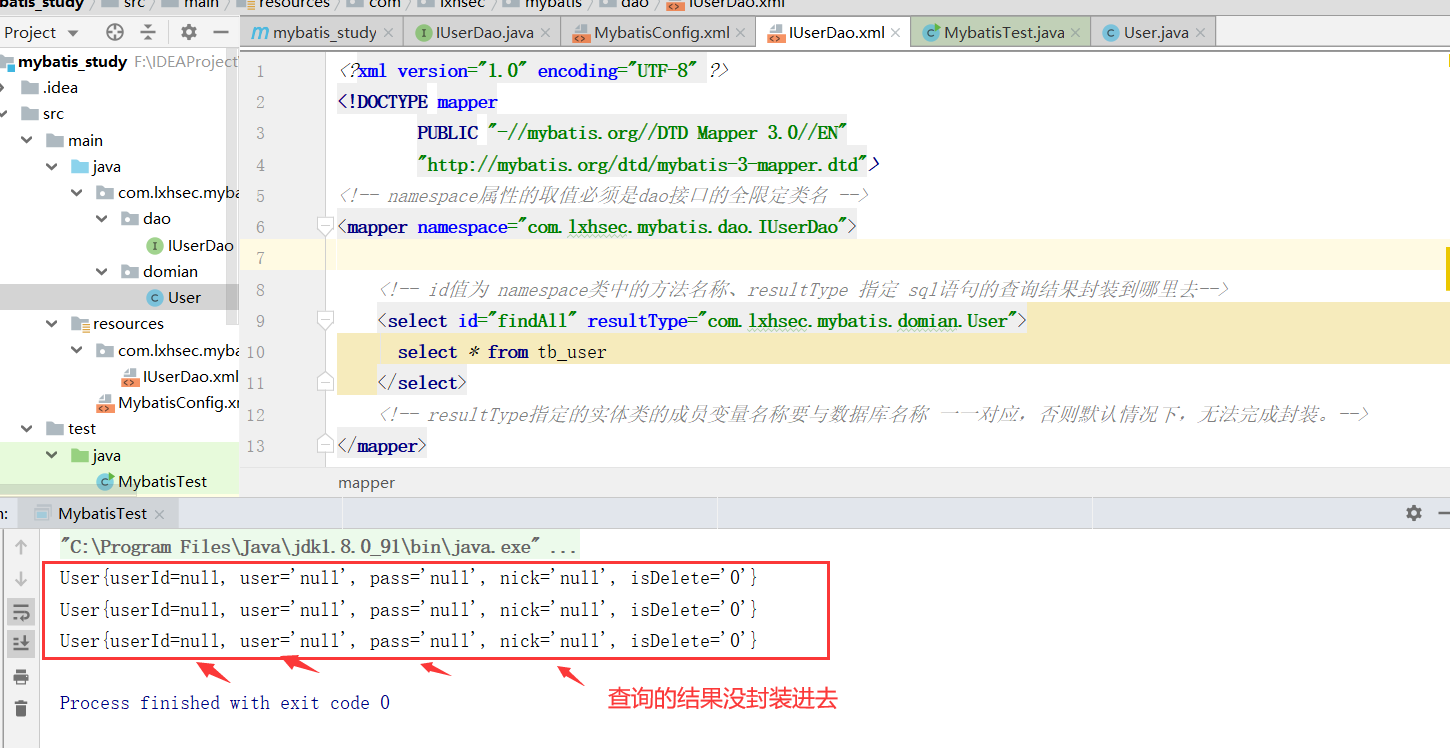 batis_study src main resources com lxhsec mybatis dao IUserDao.xml
Project mybatis_study IUserDao.java MybatisConfig.xml IUserDao.xml MybatisTest.java User.java
mybatis_study F:\IDEAProject
.idea
src
main
java
com.lxhsec.myba
dao
IUserDao
domian
User
resources
com.lxhsec.myba
IUserDao.xml
MybatisConfig.xm
test
java
MybatisTest
1 <?xml version="1.0" encoding="UTF-8" ?>
2 <!DOCTYPE mapper
3 PUBLIC "-//mybatis.org//DTD Mapper 3.0//EN"
4 "http://mybatis.org/dtd/mybatis-3-mapper.dtd">
5 <!-- namespace属性的取值必须是dao接口的全限定类名 -->
6 <mapper namespace="com.lxhsec.mybatis.dao.IUserDao">
7
8 <!-- id值为 namespace类中的方法名称、resultType 指定 sql语句的查询结果封装到哪里去-->
9 <select id="findAll" resultType="com.lxhsec.mybatis.domian.User">
10 select * from tb_user
11 </select>
12 <!-- resultType指定的实体类的成员变量名称要与数据库名称 一一对应，否则默认情况下，无法完成封装。-->
13 </mapper>
mapper
n: MybatisTest
"C:\Program Files\Java\jdk1.8.0_91\bin\java.exe" ...
User{userId=null, user='null', pass='null', nick='null', isDelete='0'}
User{userId=null, user='null', pass='null', nick='null', isDelete='0'}
User{userId=null, user='null', pass='null', nick='null', isDelete='0'}
查询的结果没封装进去
Process finished with exit code 0